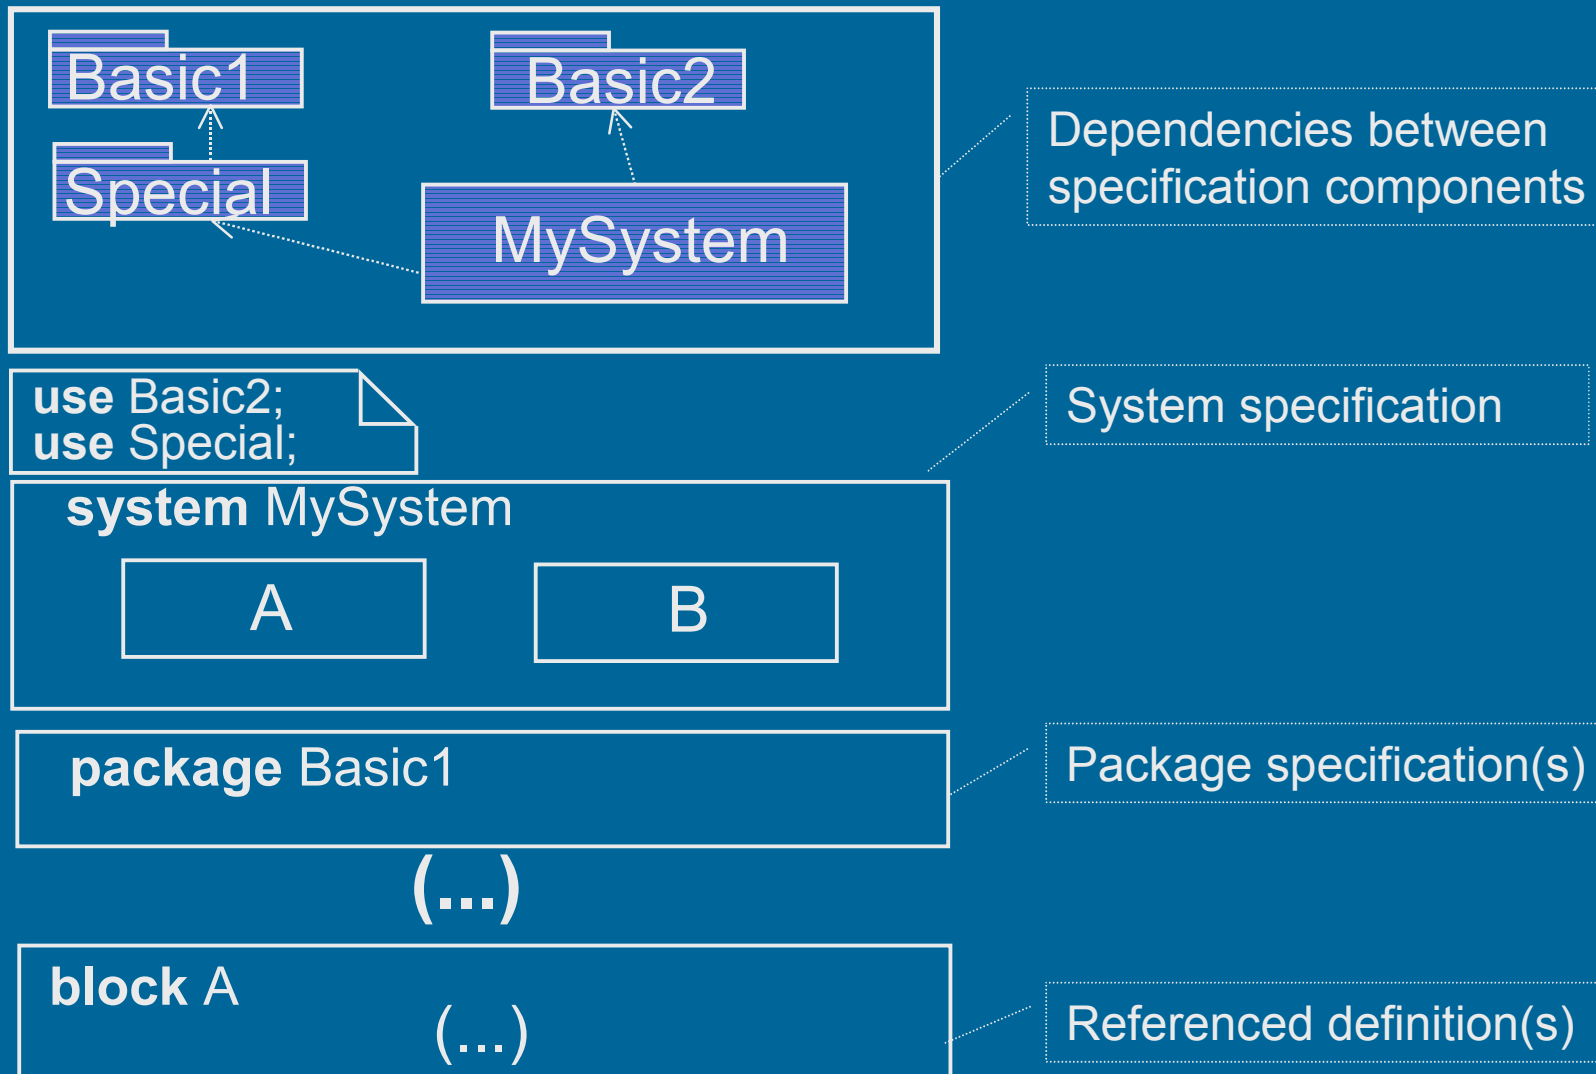 Basic1
Basic2
Special
MySystem
Dependencies between
specification components
use Basic2;
use Special;
System specification
system MySystem
A
B
package Basic1
Package specification(s)
(...)
block A
(...)
Referenced definition(s)